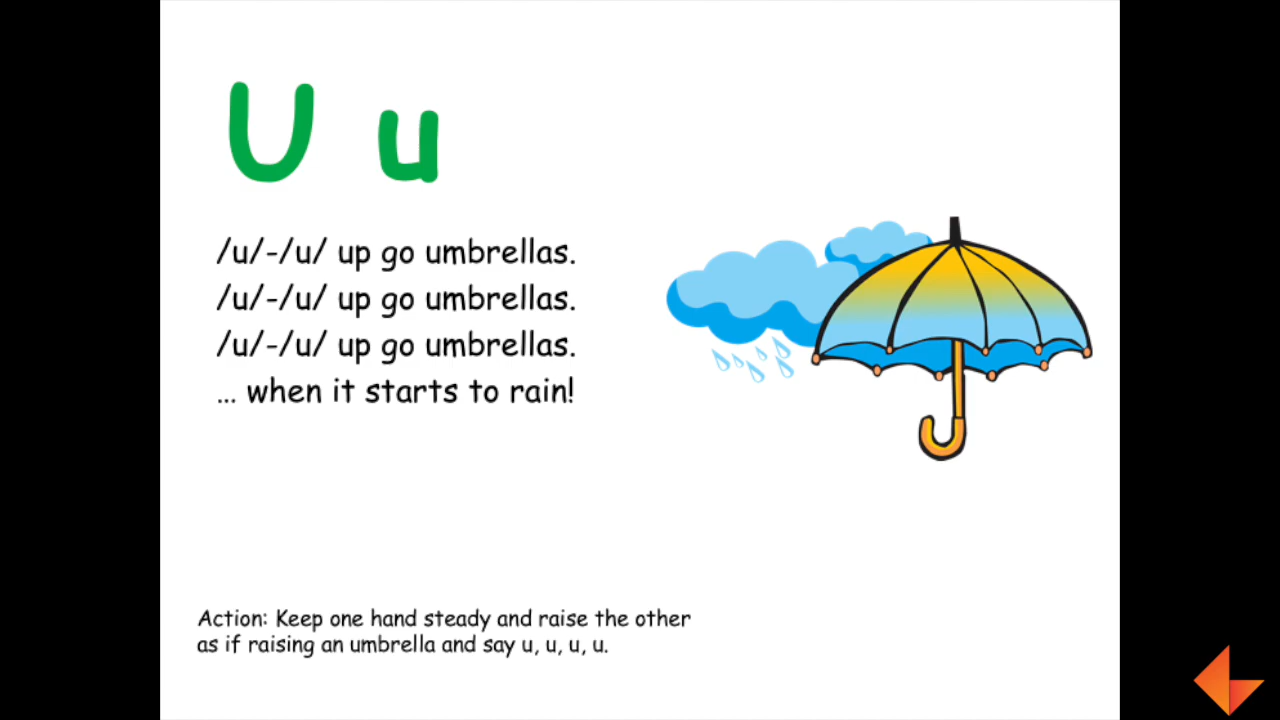 U u
/u/-/u/ up go umbrellas.
/u/-/u/ up go umbrellas.
/u/-/u/ up go umbrellas.
... when it starts to rain!
Action: Keep one hand steady and raise the other
as if raising an umbrella and say u, u, u, u.